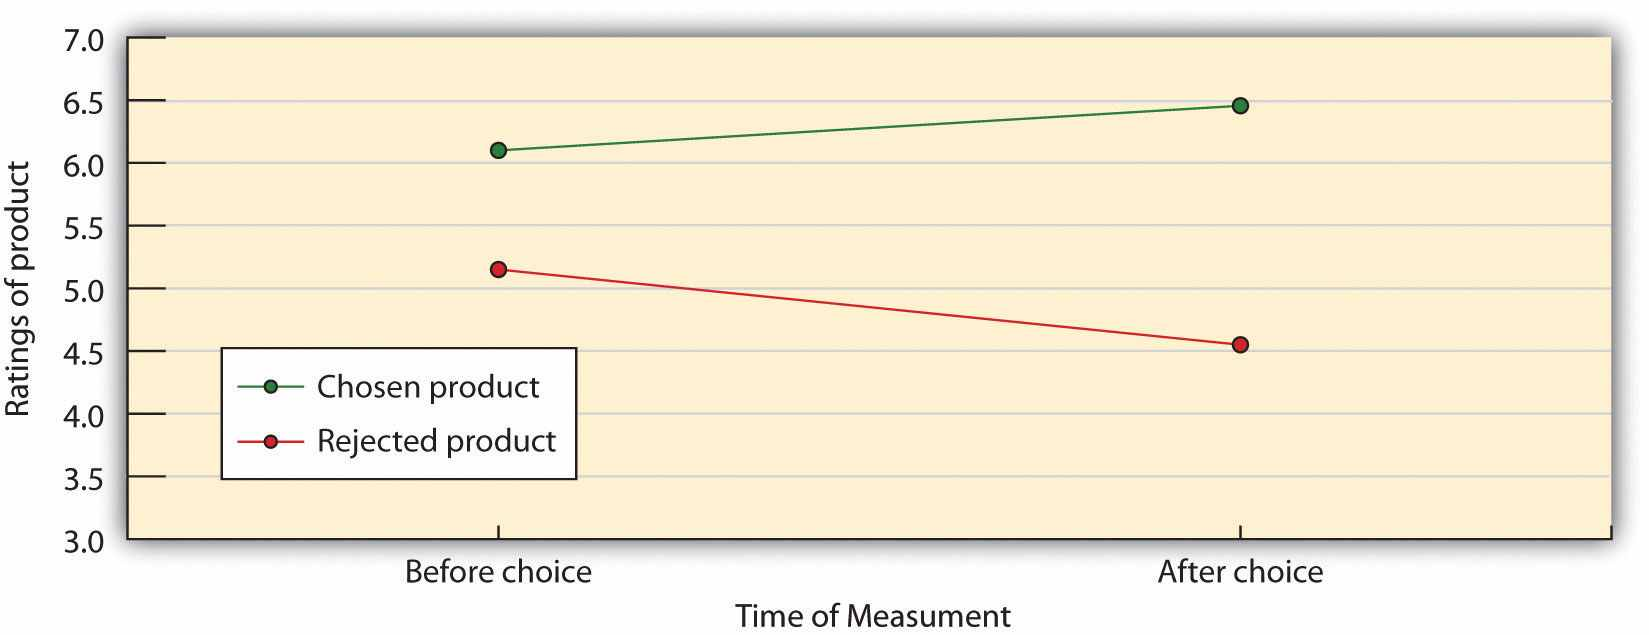 Ratings of product
7.0
6.5
6.0
5.5
5.0
4.5
4.0
3.5
3.0
Chosen product
Rejected product
Before choice
After choice
Time of Measument